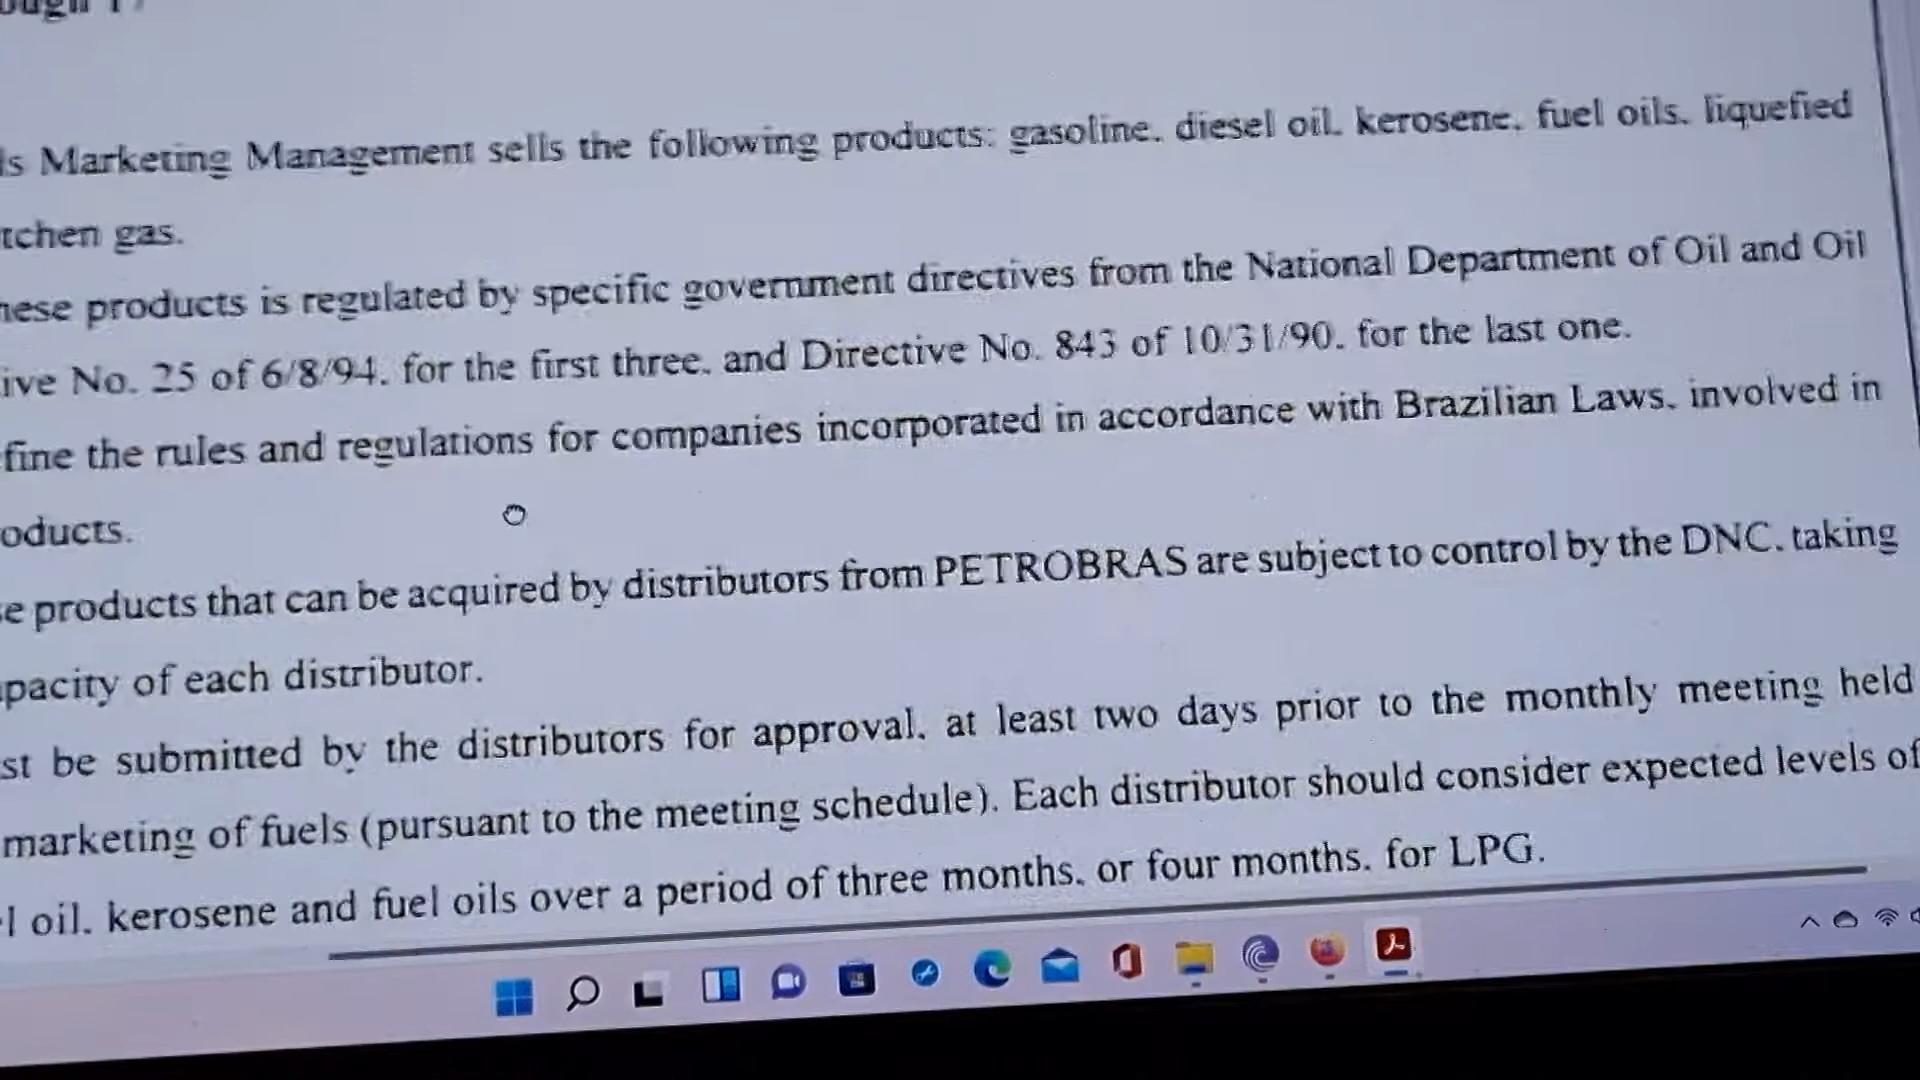 ls Marketing Management sells the following products: gasoline. diesel oil. kerosene. fuel oils. liquefied
tchen gas.
hese products is regulated by specific government directives from the National Department of Oil and Oil
ive No. 25 of 6/8/94. for the first three. and Directive No. 843 of 10/31/90. for the last one.
fine the rules and regulations for companies incorporated in accordance with Brazilian Laws. involved in
oducts.
e products that can be acquired by distributors from PETROBRAS are subject to control by the DNC. taking
pacity of each distributor.
st be submitted by the distributors for approval. at least two days prior to the monthly meeting held
marketing of fuels (pursuant to the meeting schedule). Each distributor should consider expected levels of
l oil. kerosene and fuel oils over a period of three months. or four months. for LPG.